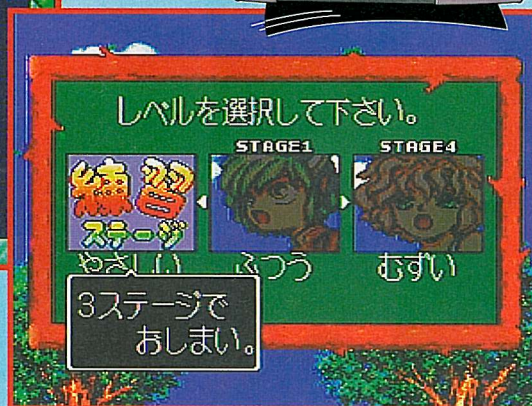 レベルを選択して下さい。
STAGE1
STAGE4
練習
ステージ
やさしい
ふつう
むずい
3ステージで
おしまい。